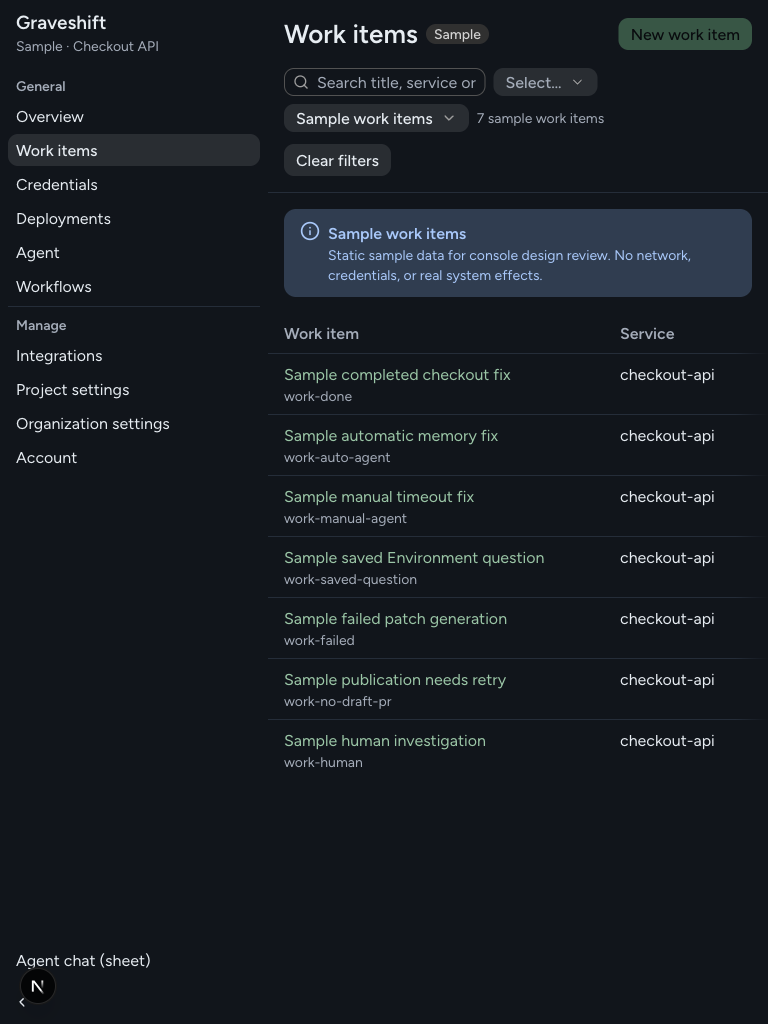 Graveshift
Sample · Checkout API
General
Overview
Work items
Credentials
Deployments
Agent
Workflows
Manage
Integrations
Project settings
Organization settings
Account
Agent chat (sheet)
N
Work items
Sample
New work item
Search title, service or
Select...
Sample work items
7 sample work items
Clear filters
Sample work items
Static sample data for console design review. No network,
credentials, or real system effects.
Work item
Service
Sample completed checkout fix
checkout-api
work-done
Sample automatic memory fix
checkout-api
work-auto-agent
Sample manual timeout fix
checkout-api
work-manual-agent
Sample saved Environment question
checkout-api
work-saved-question
Sample failed patch generation
checkout-api
work-failed
Sample publication needs retry
checkout-api
work-no-draft-pr
Sample human investigation
checkout-api
work-human